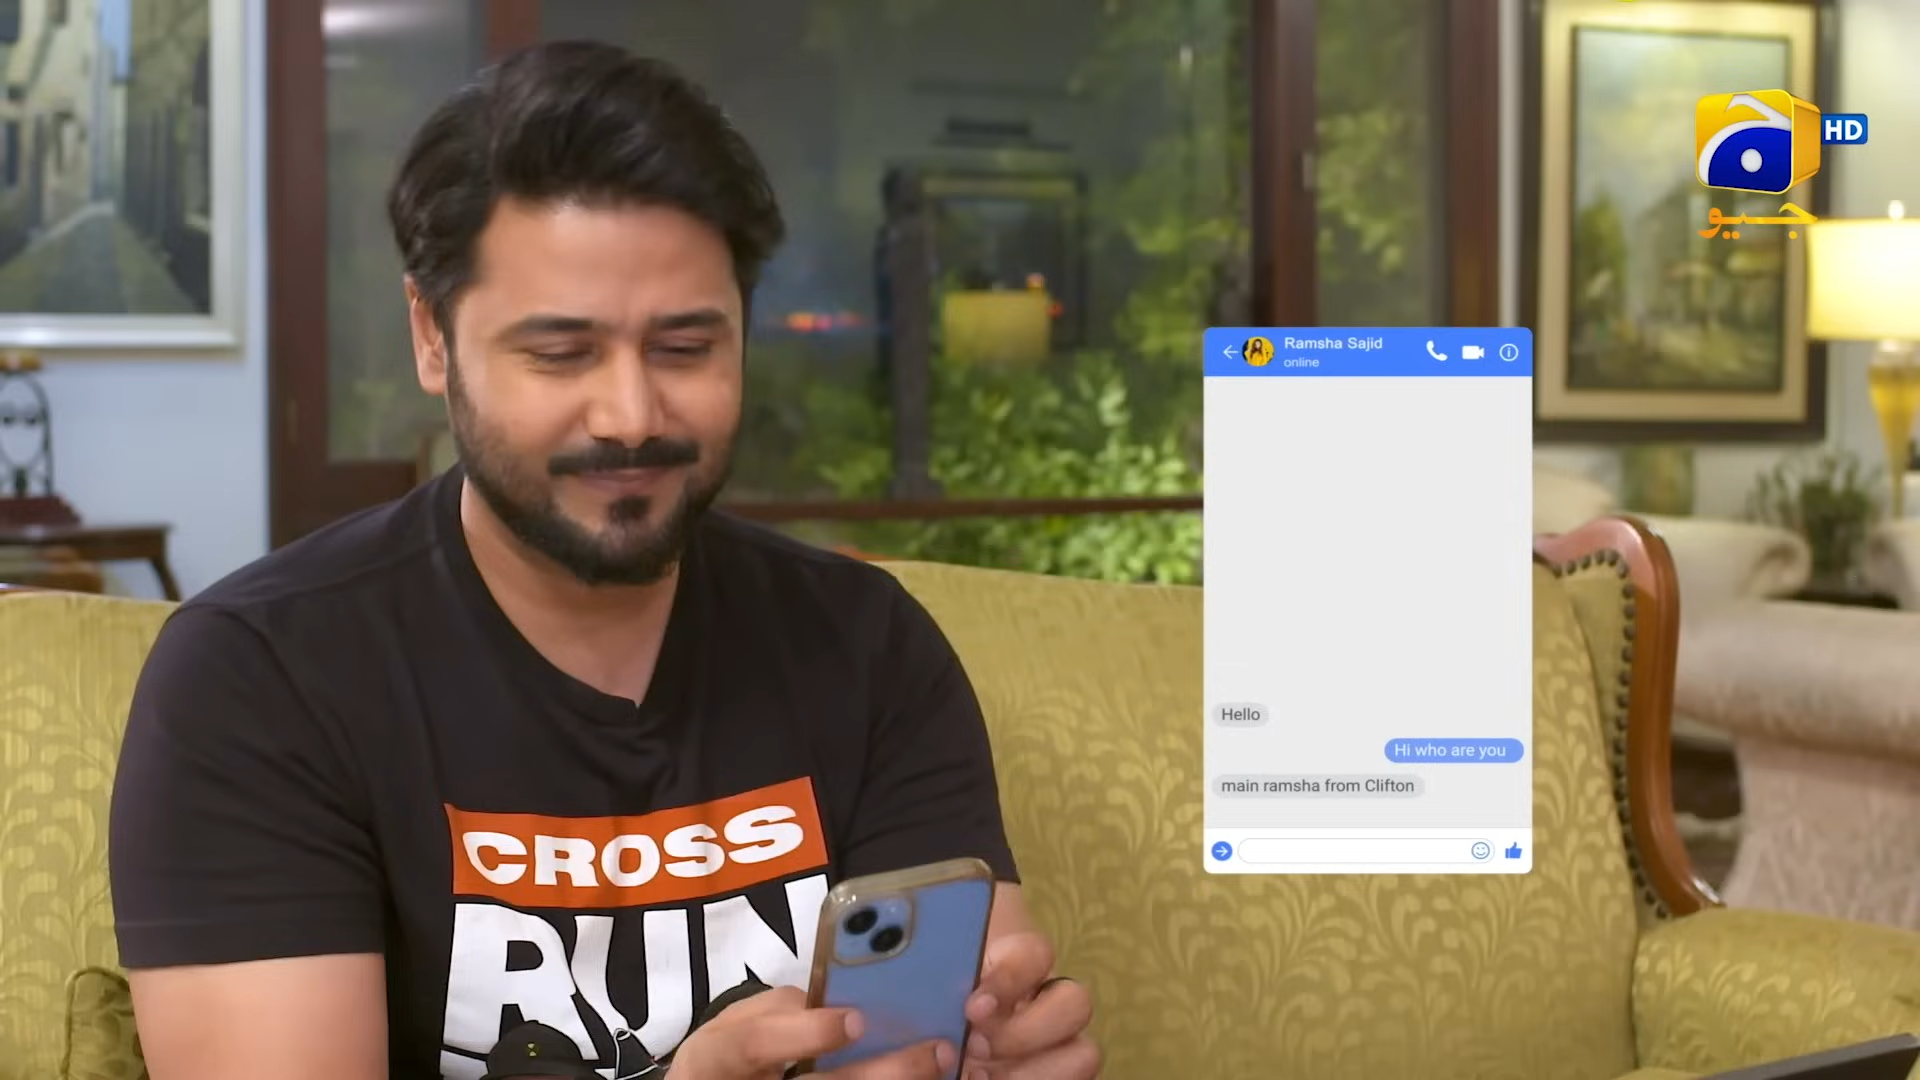 HD
جیو
Ramsha Sajid
online
Hello
Hi who are you
main ramsha from Clifton
CROSS
RUN